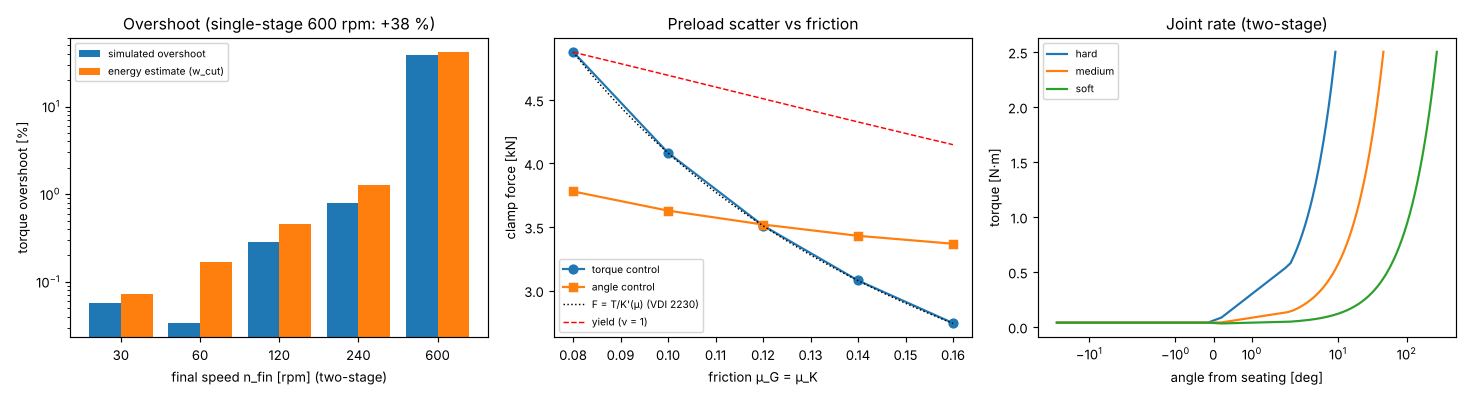 Overshoot (single-stage 600 rpm: +38 %)
simulated overshoot
energy estimate (w_cut)
torque overshoot [%]
10¹
10⁰
10⁻¹
30 60 120 240 600
final speed n_fin [rpm] (two-stage)
Preload scatter vs friction
clamp force [kN]
4.5
4.0
3.5
3.0
torque control
angle control
F = T/K'(μ) (VDI 2230)
yield (ν = 1)
0.08 0.09 0.10 0.11 0.12 0.13 0.14 0.15 0.16
friction μ_G = μ_K
Joint rate (two-stage)
hard
medium
soft
torque [N·m]
2.5
2.0
1.5
1.0
0.5
0.0
−10¹ −10⁰ 0 10⁰ 10¹ 10²
angle from seating [deg]